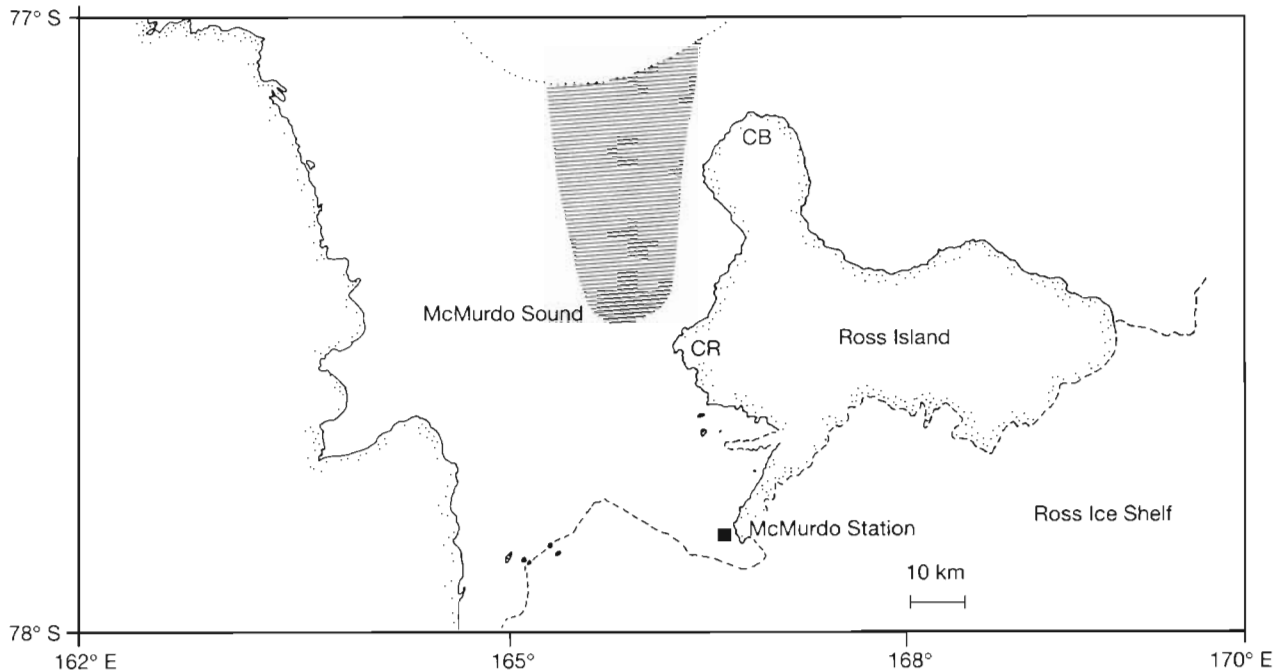 77° S
CB
McMurdo Sound
CR
Ross Island
McMurdo Station
Ross Ice Shelf
10 km
78° S
162° E
165°
168°
170° E